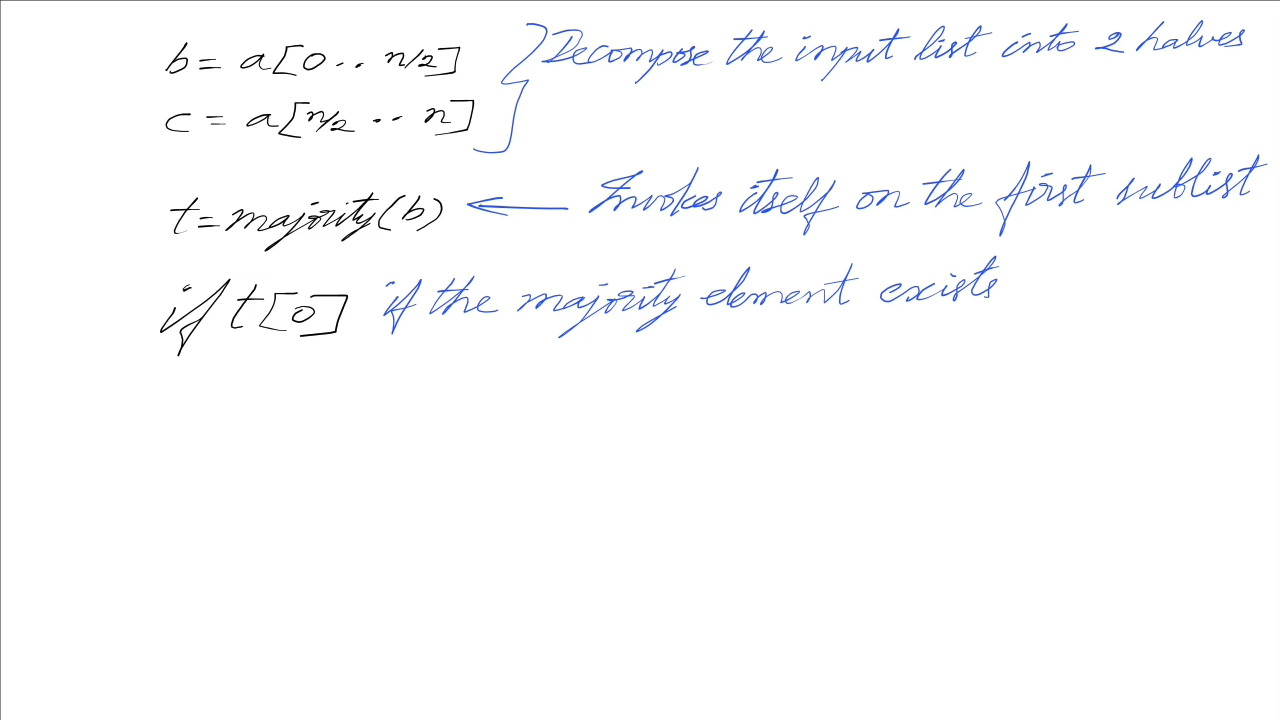 b = a[0.. n/2] Decompose the input list into 2 halves
c = a[n/2 .. n]
t = majority(b) ← Invokes itself on the first sublist
if t[0] if the majority element exists